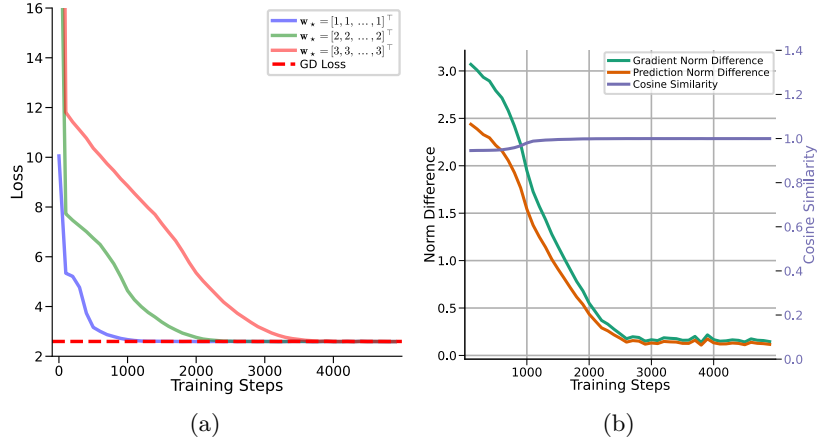 16
14
12
10
8
6
4
2
Loss
0
1000
2000
3000
4000
Training Steps
w⋆ = [1, 1, ..., 1]⊤
w⋆ = [2, 2, ..., 2]⊤
w⋆ = [3, 3, ..., 3]⊤
GD Loss
(a)
3.0
2.5
2.0
1.5
1.0
0.5
0.0
Norm Difference
1000
2000
3000
4000
Training Steps
Gradient Norm Difference
Prediction Norm Difference
Cosine Similarity
1.4
1.2
1.0
0.8
0.6
0.4
0.2
0.0
Cosine Similarity
(b)